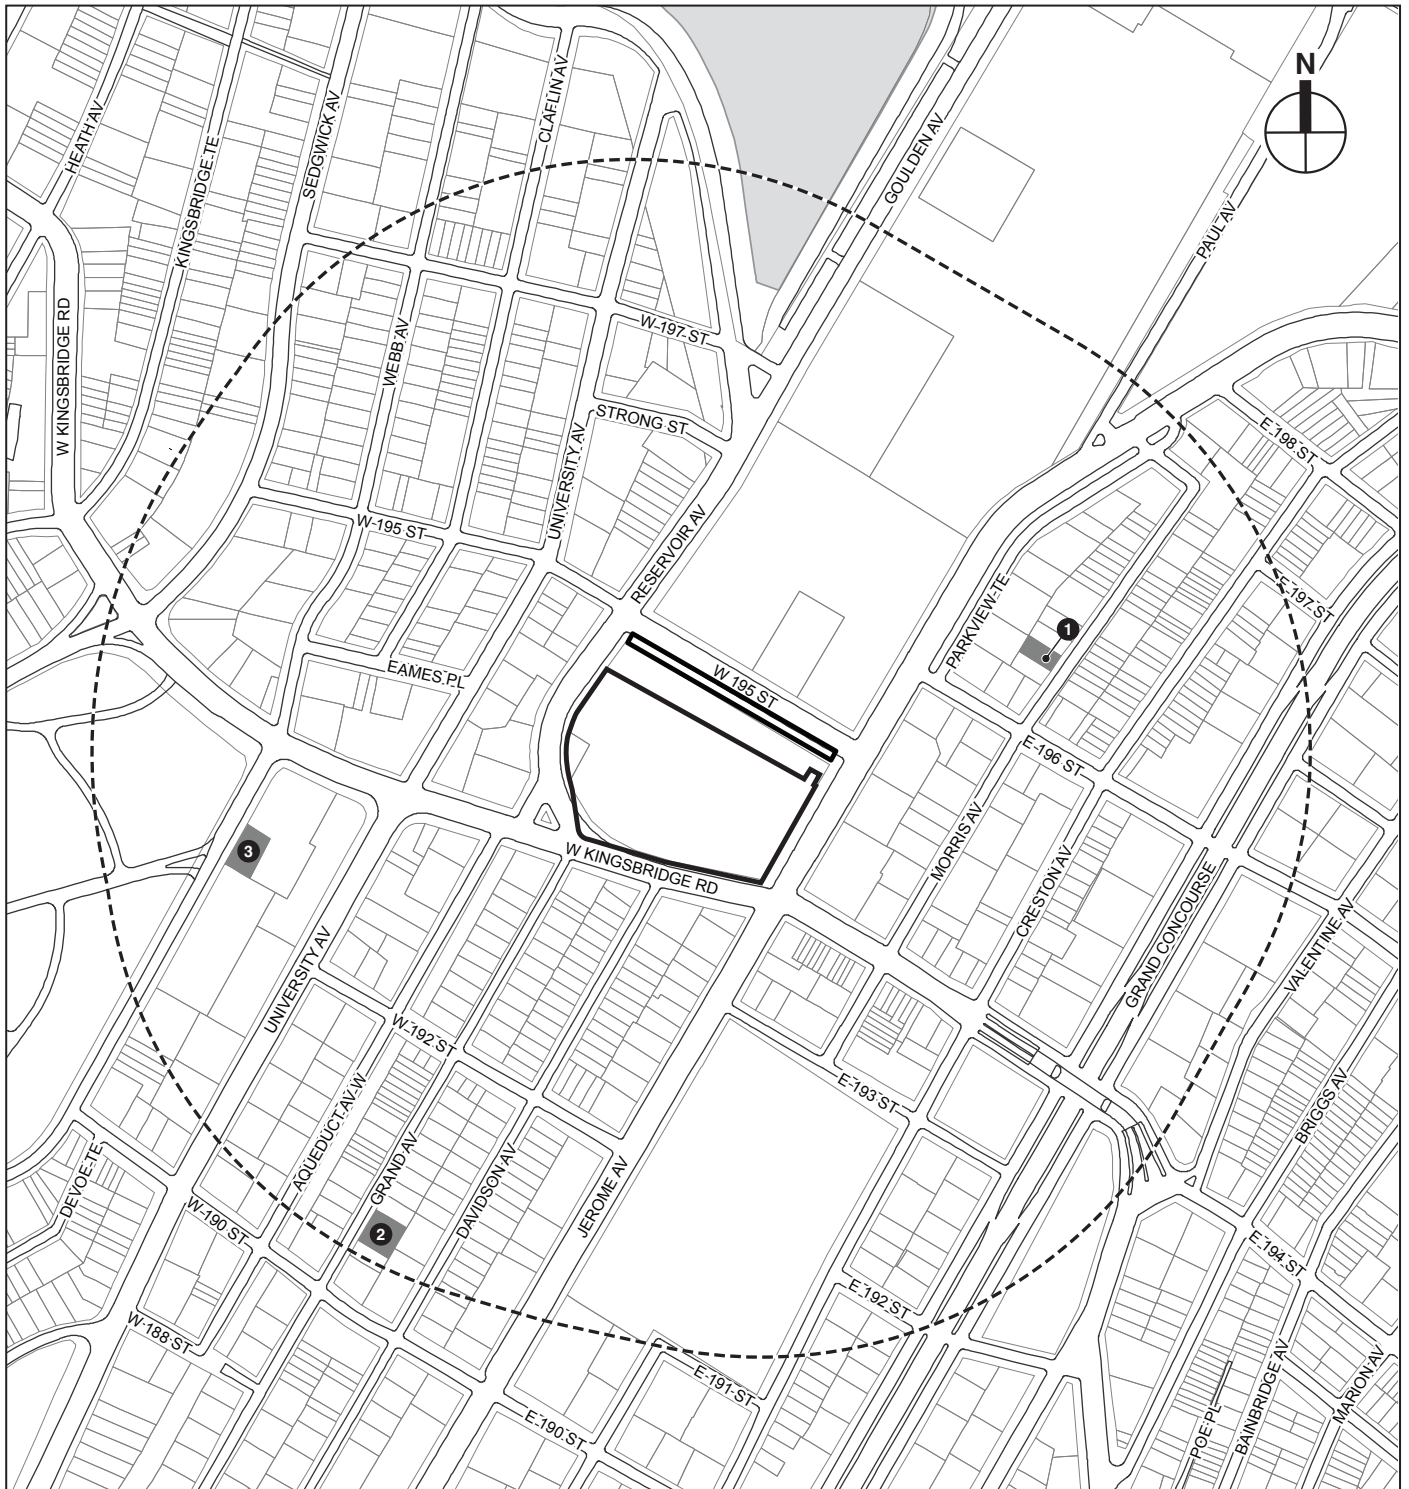 N
CLAFLIN AV
HEATH AV
SEDGWICK AV
KINGSBRIDGE TE
GOULDEN AV
PAUL AV
W KINGSBRIDGE RD
WEBB AV
W 197 ST
STRONG ST
E 198 ST
UNIVERSITY AV
W 195 ST
RESERVOIR AV
E 197 ST
PARKVIEW TE
1
EAMES PL
W 195 ST
E 196 ST
MORRIS AV
3
W KINGSBRIDGE RD
CRESTON AV
GRAND CONCOURSE
VALENTINE AV
UNIVERSITY AV
W 192 ST
E 193 ST
BRIGGS AV
AQUEDUCT AV W
GRAND AV
DEVOE TE
DAVIDSON AV
JEROME AV
W 190 ST
2
E 194 ST
E 192 ST
W 188 ST
E 191 ST
E 190 ST
POE PL
BAINBRIDGE AV
MARION AV